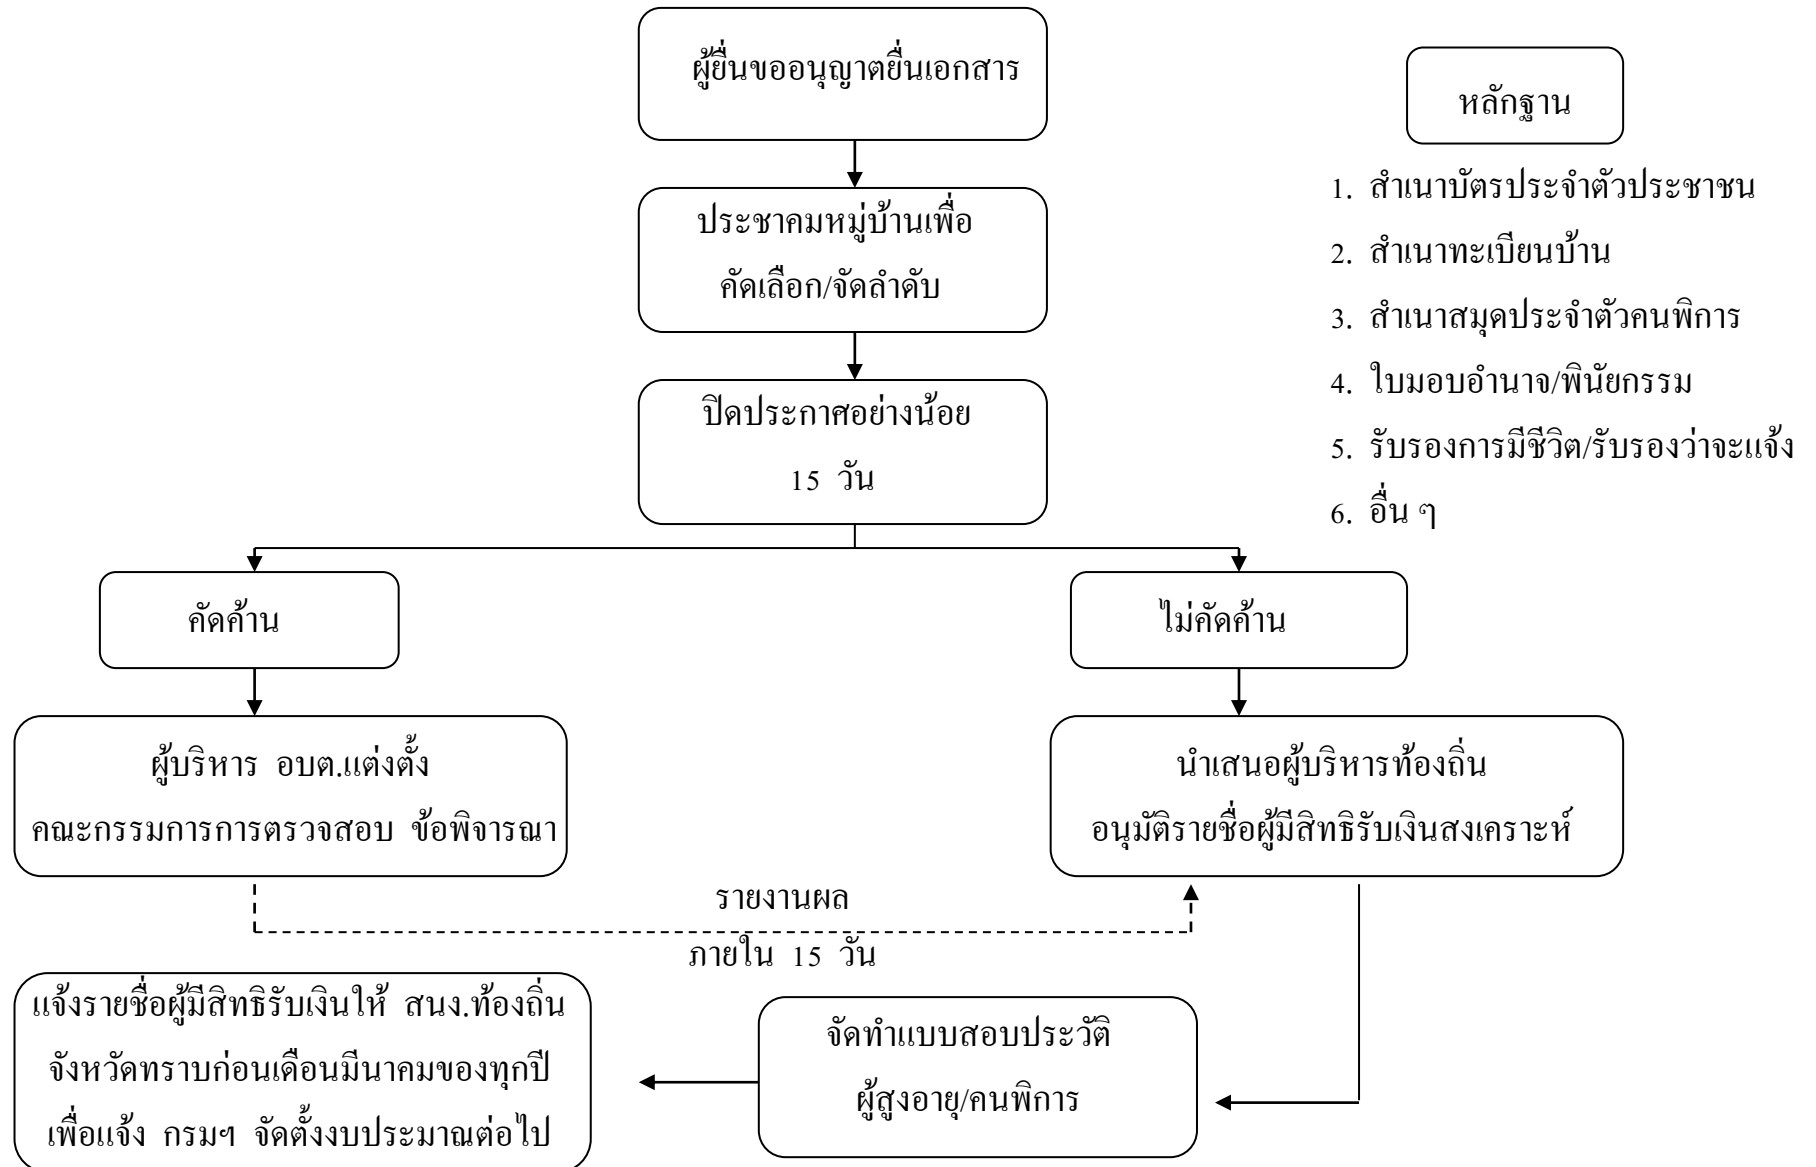 ผู้ยื่นขออนุญาตยื่นเอกสาร
หลักฐาน
1. สำเนาบัตรประจำตัวประชาชน
2. สำเนาทะเบียนบ้าน
3. สำเนาสมุดประจำตัวคนพิการ
4. ใบมอบอำนาจ/พินัยกรรม
5. รับรองการมีชีวิต/รับรองว่าจะแจ้ง
6. อื่น ๆ
ประชาคมหมู่บ้านเพื่อ
คัดเลือก/จัดลำดับ
ปิดประกาศอย่างน้อย
15 วัน
คัดค้าน
ไม่คัดค้าน
ผู้บริหาร อบต.แต่งตั้ง
คณะกรรมการการตรวจสอบ ข้อพิจารณา
นำเสนอผู้บริหารท้องถิ่น
อนุมัติรายชื่อผู้มีสิทธิรับเงินสงเคราะห์
รายงานผล
ภายใน 15 วัน
แจ้งรายชื่อผู้มีสิทธิรับเงินให้ สนง.ท้องถิ่น
จังหวัดทราบก่อนเดือนมีนาคมของทุกปี
เพื่อแจ้ง กรมฯ จัดตั้งงบประมาณต่อไป
จัดทำแบบสอบประวัติ
ผู้สูงอายุ/คนพิการ